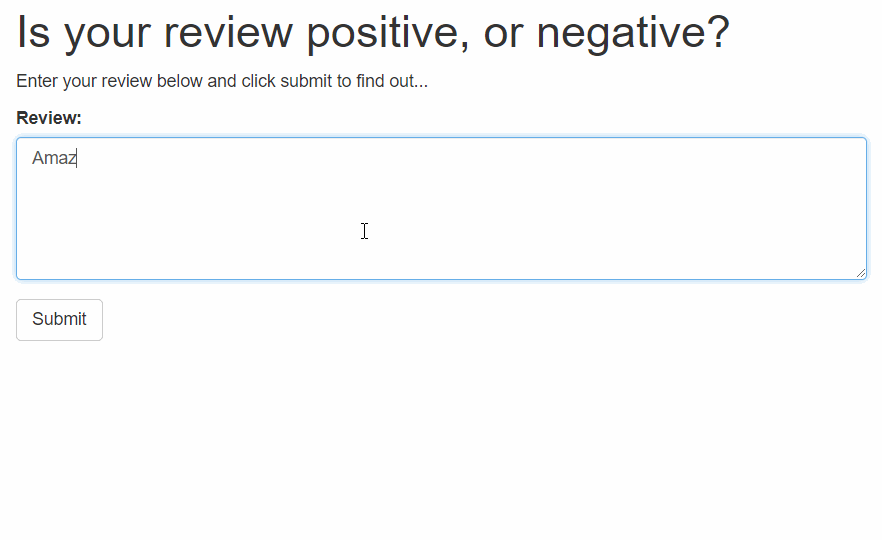 Is your review positive, or negative?
Enter your review below and click submit to find out...
Review:
Amaz
Submit